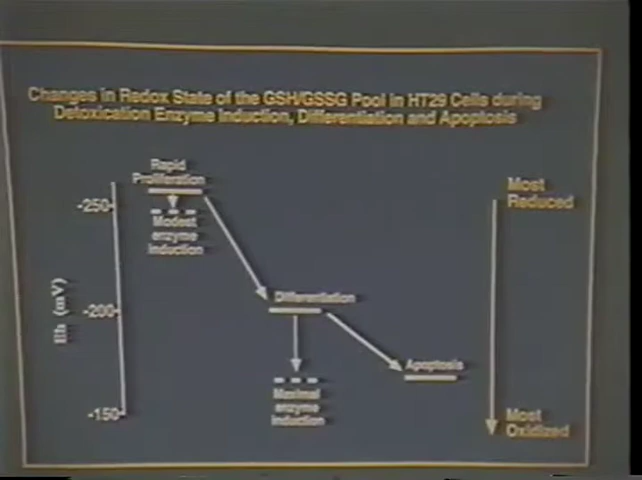 Changes in Redox State of the GSH/GSSG Pool in HT29 Cells during
Detoxication Enzyme Induction, Differentiation and Apoptosis
Rapid
Proliferation
Most
Reduced
-250
Modest
enzyme
induction
Eh (mV)
Differentiation
-200
Apoptosis
Maximal
enzyme
induction
-150
Most
Oxidized